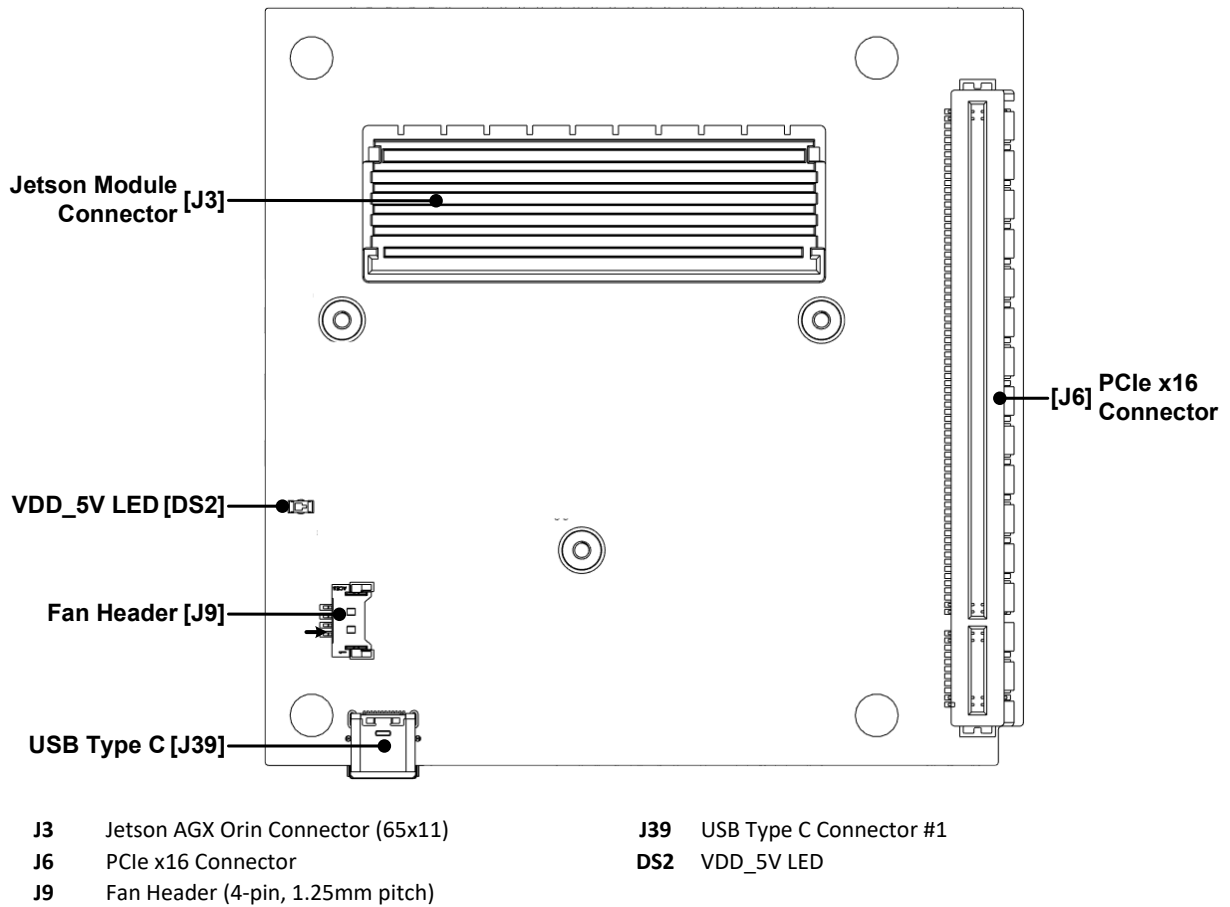 Jetson Module
Connector [J3]
[J6] PCIe x16
Connector
VDD_5V LED [DS2]
Fan Header [J9]
USB Type C [J39]
J3 Jetson AGX Orin Connector (65x11)
J6 PCIe x16 Connector
J9 Fan Header (4-pin, 1.25mm pitch)
J39 USB Type C Connector #1
DS2 VDD_5V LED